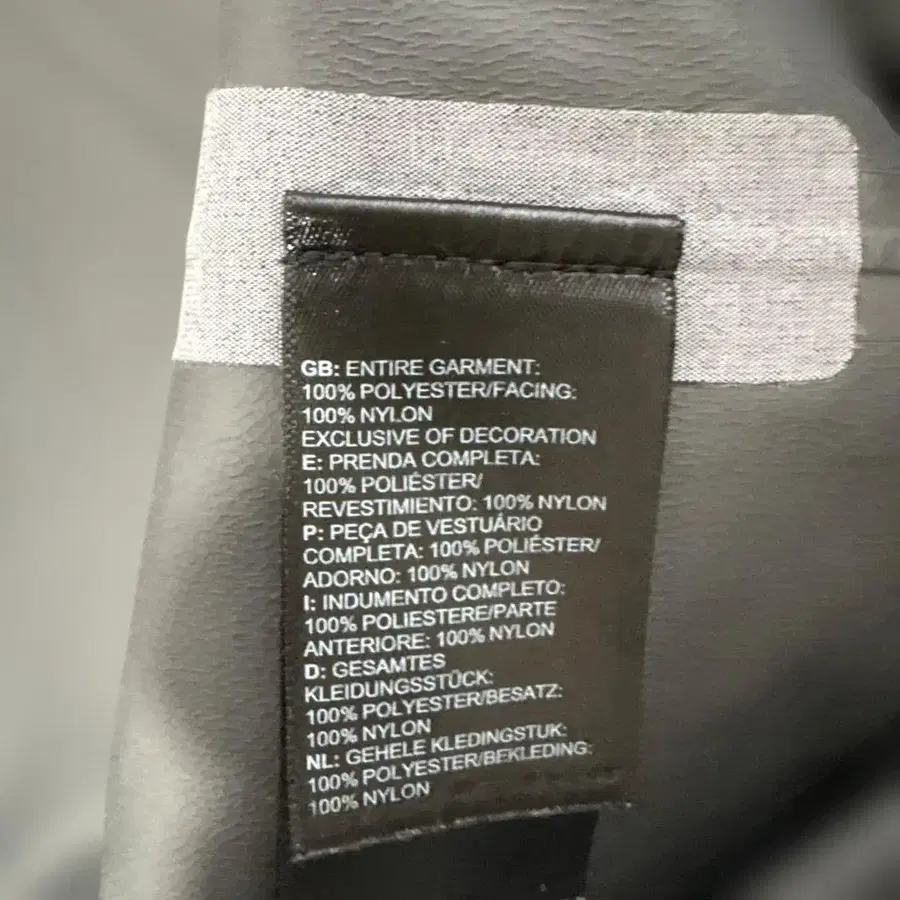 GB: ENTIRE GARMENT:
100% POLYESTER/FACING:
100% NYLON
EXCLUSIVE OF DECORATION
E: PRENDA COMPLETA:
100% POLIÉSTER/
REVESTIMIENTO: 100% NYLON
P: PEÇA DE VESTUÁRIO
COMPLETA: 100% POLIÉSTER/
ADORNO: 100% NYLON
I: INDUMENTO COMPLETO:
100% POLIESTERE/PARTE
ANTERIORE: 100% NYLON
D: GESAMTES
KLEIDUNGSSTÜCK:
100% POLYESTER/BESATZ:
100% NYLON
NL: GEHELE KLEDINGSTUK:
100% POLYESTER/BEKLEDING:
100% NYLON